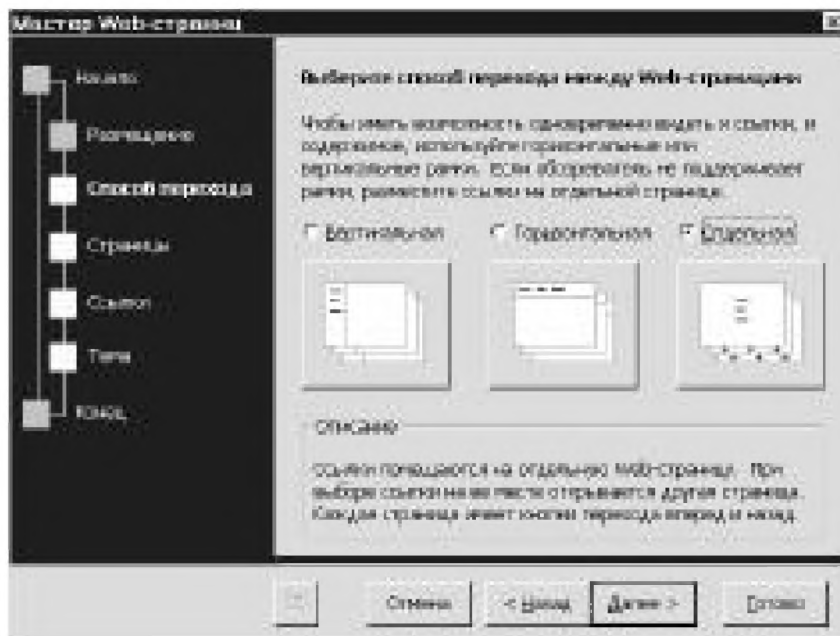 Мастер Web-страниц
Начало
Размещение
Способ перехода
Страницы
Ссылки
Тема
Конец
Выберите способ перехода между Web-страницами
Чтобы иметь возможность одновременно видеть и ссылки, и
содержимое, используйте горизонтальные или
вертикальные рамки. Если обозреватель не поддерживает
рамки, разместите ссылки на отдельной странице.
Вертикальная
Горизонтальная
Отдельная
Описание
Ссылки помещаются на отдельную Web-страницу. При
выборе ссылки на ее месте открывается другая страница.
Каждая страница имеет кнопки перехода вперед и назад.
Отмена
< Назад
Далее >
Готово